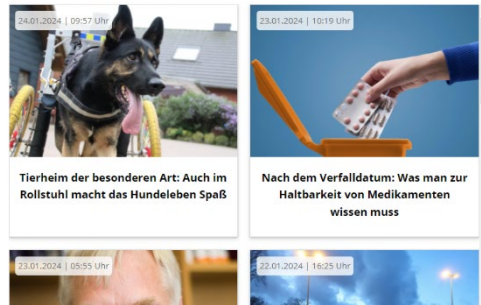 24.01.2024 | 09:57 Uhr
23.01.2024 | 10:19 Uhr
Tierheim der besonderen Art: Auch im
Rollstuhl macht das Hundeleben Spaß
Nach dem Verfalldatum: Was man zur
Haltbarkeit von Medikamenten
wissen muss
23.01.2024 | 05:55 Uhr
22.01.2024 | 16:25 Uhr